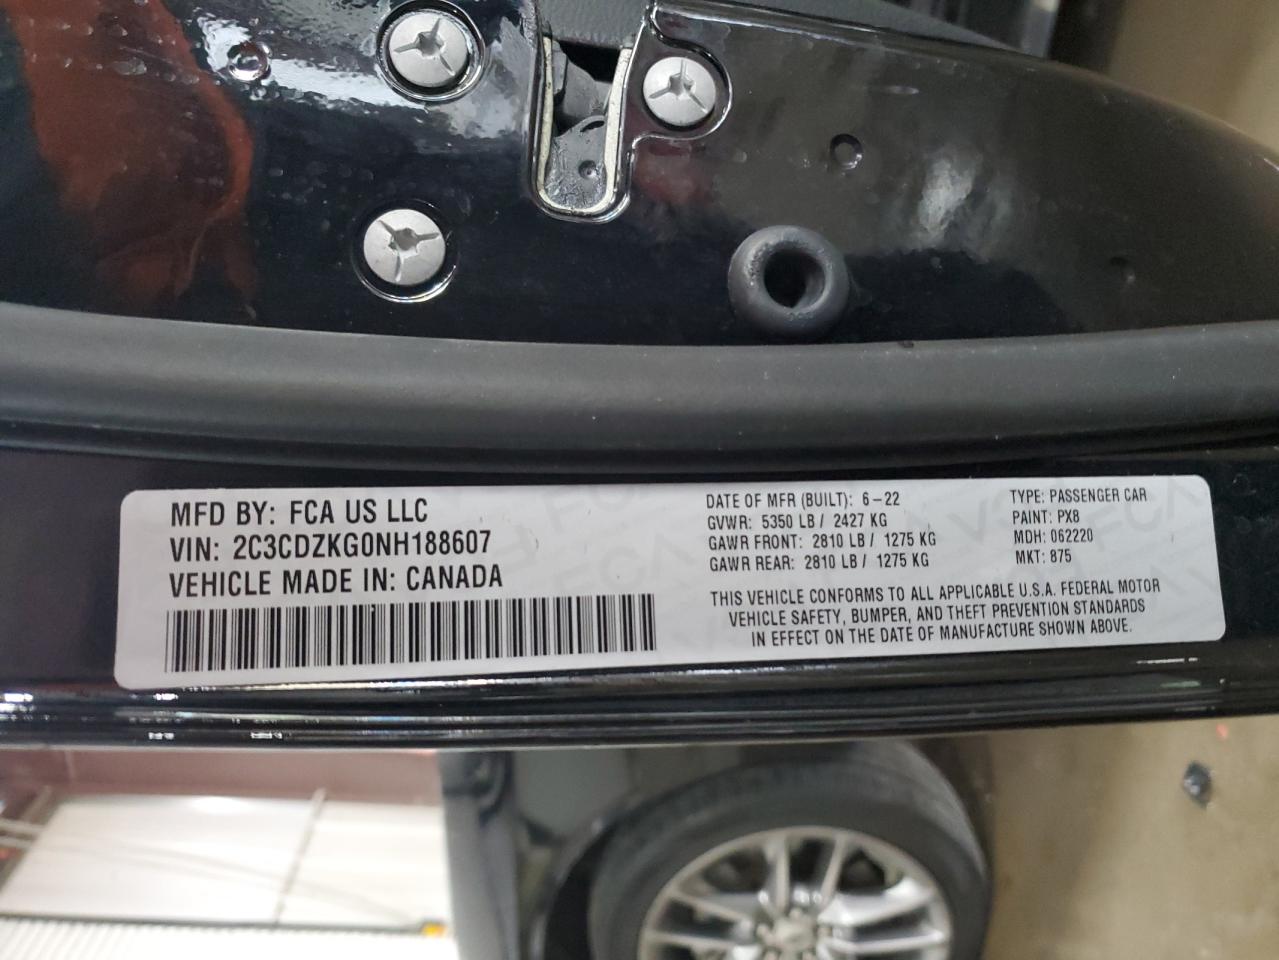 MFD BY: FCA US LLC
VIN: 2C3CDZKG0NH188607
VEHICLE MADE IN: CANADA
DATE OF MFR (BUILT): 6-22
GVWR: 5350 LB / 2427 KG
GAWR FRONT: 2810 LB / 1275 KG
GAWR REAR: 2810 LB / 1275 KG
TYPE: PASSENGER CAR
PAINT: PX8
MDH: 062220
MKT: 875
THIS VEHICLE CONFORMS TO ALL APPLICABLE U.S.A. FEDERAL MOTOR
VEHICLE SAFETY, BUMPER, AND THEFT PREVENTION STANDARDS
IN EFFECT ON THE DATE OF MANUFACTURE SHOWN ABOVE.